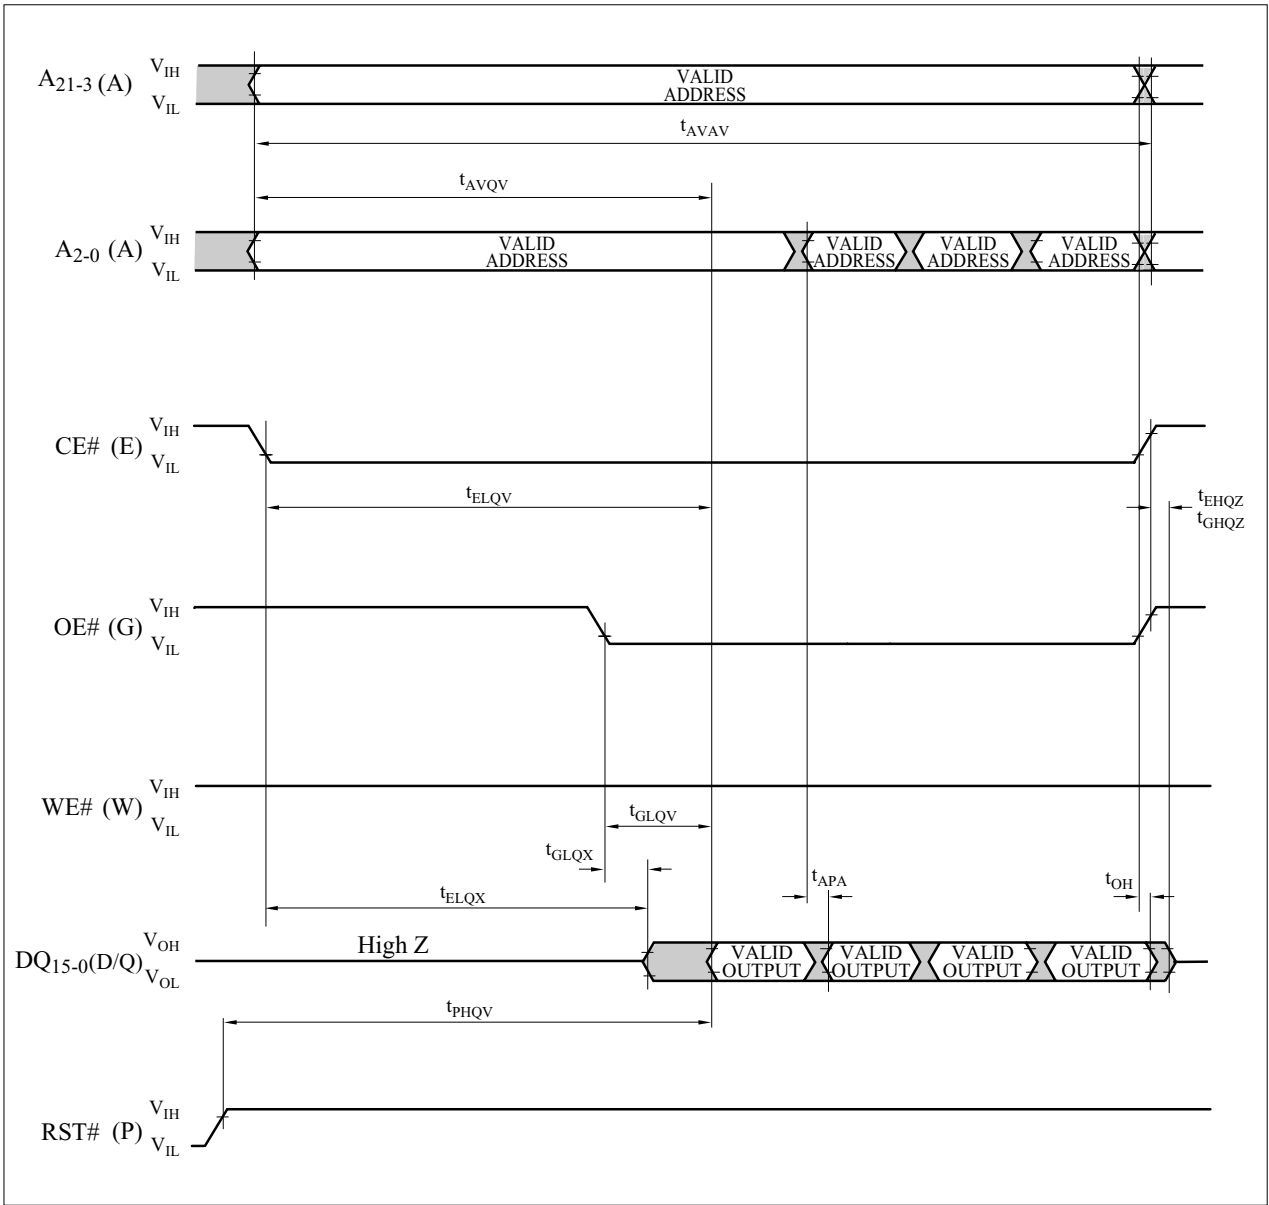 A21-3 (A) VIH VIL VALID ADDRESS
tAVAV
tAVQV
A2-0 (A) VIH VIL VALID ADDRESS VALID ADDRESS VALID ADDRESS VALID ADDRESS
CE# (E) VIH VIL
tELQV
tEHQZ
tGHQZ
OE# (G) VIH VIL
WE# (W) VIH VIL
tGLQV
tGLQX
tAPA
tOH
tELQX
DQ15-0(D/Q) VOH VOL High Z VALID OUTPUT VALID OUTPUT VALID OUTPUT VALID OUTPUT
tPHQV
RST# (P) VIH VIL